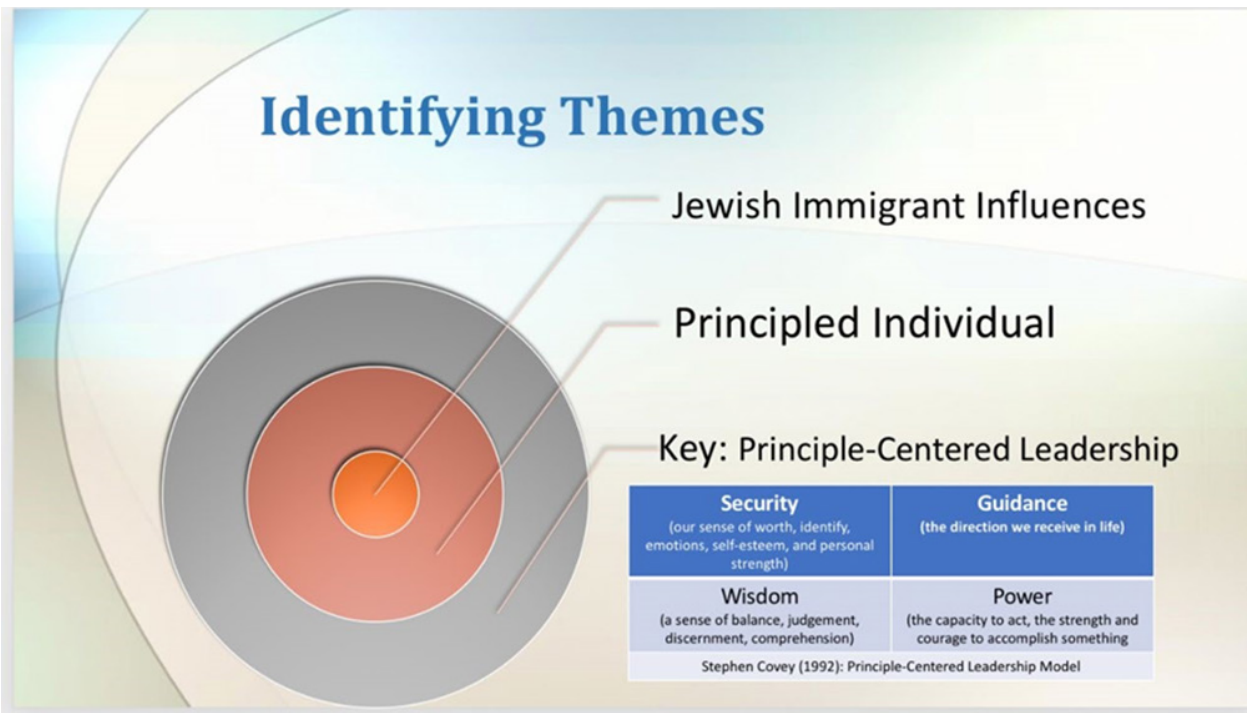 Identifying Themes
Jewish Immigrant Influences
Principled Individual
Key: Principle-Centered Leadership
Security
(our sense of worth, identify,
emotions, self-esteem, and personal
strength)
Guidance
(the direction we receive in life)
Wisdom
(a sense of balance, judgement,
discernment, comprehension)
Power
(the capacity to act, the strength and
courage to accomplish something
Stephen Covey (1992): Principle-Centered Leadership Model